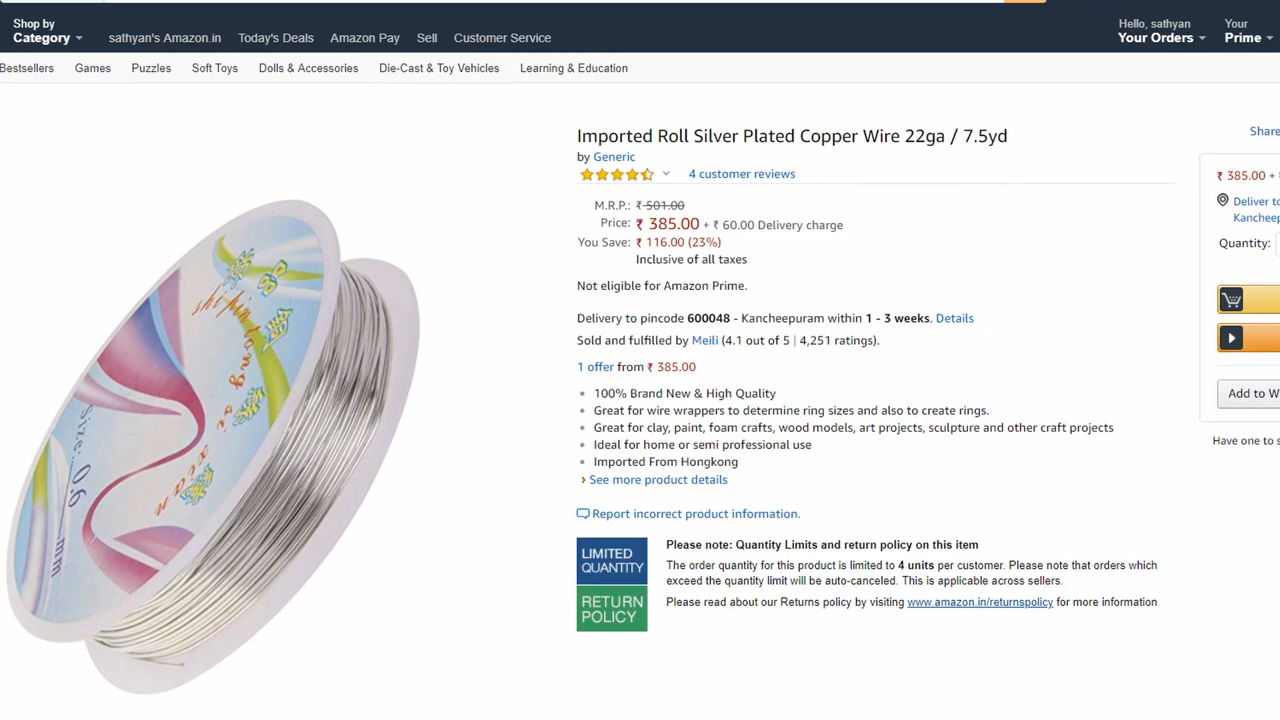 Shop by
Category
sathyan's Amazon.in Today's Deals Amazon Pay Sell Customer Service
Hello, sathyan
Your Orders
Your
Prime
Bestsellers Games Puzzles Soft Toys Dolls & Accessories Die-Cast & Toy Vehicles Learning & Education
Imported Roll Silver Plated Copper Wire 22ga / 7.5yd
by Generic
4 customer reviews
M.R.P.: ₹ 501.00
Price: ₹ 385.00 + ₹ 60.00 Delivery charge
You Save: ₹ 116.00 (23%)
Inclusive of all taxes
Not eligible for Amazon Prime.
Delivery to pincode 600048 - Kancheepuram within 1 - 3 weeks. Details
Sold and fulfilled by Meili (4.1 out of 5 | 4,251 ratings).
1 offer from ₹ 385.00
100% Brand New & High Quality
Great for wire wrappers to determine ring sizes and also to create rings.
Great for clay, paint, foam crafts, wood models, art projects, sculpture and other craft projects
Ideal for home or semi professional use
Imported From Hongkong
See more product details
Report incorrect product information.
LIMITED
QUANTITY
Please note: Quantity Limits and return policy on this item
The order quantity for this product is limited to 4 units per customer. Please note that orders which
exceed the quantity limit will be auto-canceled. This is applicable across sellers.
RETURN
POLICY
Please read about our Returns policy by visiting www.amazon.in/returnspolicy for more information
Share
₹ 385.00 +
Deliver to
Kancheep
Quantity:
Add to W
Have one to s
Size: 0.6 mm